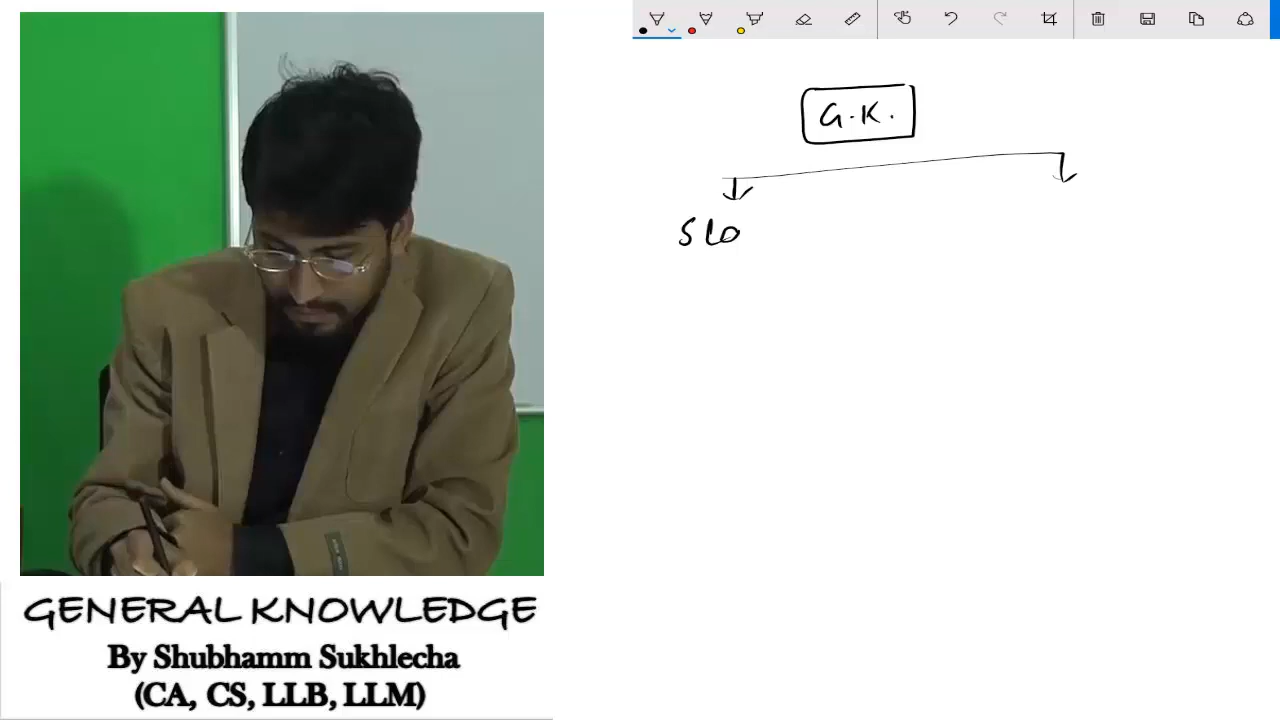 G.K.
SLO
GENERAL KNOWLEDGE
By Shubhamm Sukhlecha
(CA, CS, LLB, LLM)